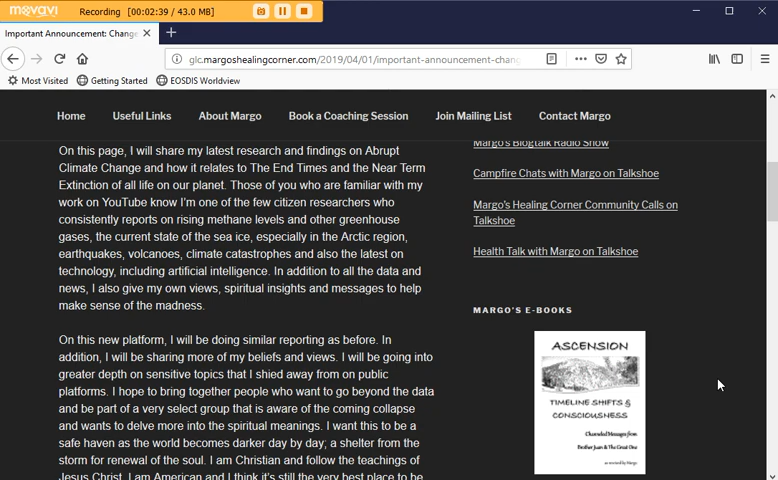 movavi Recording [00:02:39 / 43.0 MB]
Important Announcement: Change
glc.margoshealingcorner.com/2019/04/01/important-announcement-chang
Most Visited Getting Started EOSDIS Worldview
Home Useful Links About Margo Book a Coaching Session Join Mailing List Contact Margo
On this page, I will share my latest research and findings on Abrupt
Climate Change and how it relates to The End Times and the Near Term
Extinction of all life on our planet. Those of you who are familiar with my
work on YouTube know I'm one of the few citizen researchers who
consistently reports on rising methane levels and other greenhouse
gases, the current state of the sea ice, especially in the Arctic region,
earthquakes, volcanoes, climate catastrophes and also the latest on
technology, including artificial intelligence. In addition to all the data and
news, I also give my own views, spiritual insights and messages to help
make sense of the madness.
On this new platform, I will be doing similar reporting as before. In
addition, I will be sharing more of my beliefs and views. I will be going into
greater depth on sensitive topics that I shied away from on public
platforms. I hope to bring together people who want to go beyond the data
and be part of a very select group that is aware of the coming collapse
and wants to delve more into the spiritual meanings. I want this to be a
safe haven as the world becomes darker day by day; a shelter from the
storm for renewal of the soul. I am Christian and follow the teachings of
Jesus Christ. I am American and I think it's still the very best place to be
Margo's Blogtalk Radio Show
Campfire Chats with Margo on Talkshoe
Margo's Healing Corner Community Calls on
Talkshoe
Health Talk with Margo on Talkshoe
MARGO'S E-BOOKS
ASCENSION
TIMELINE SHIFTS &
CONSCIOUSNESS
Channeled Messages from
Brother Juan & The Great One
as received by Margo